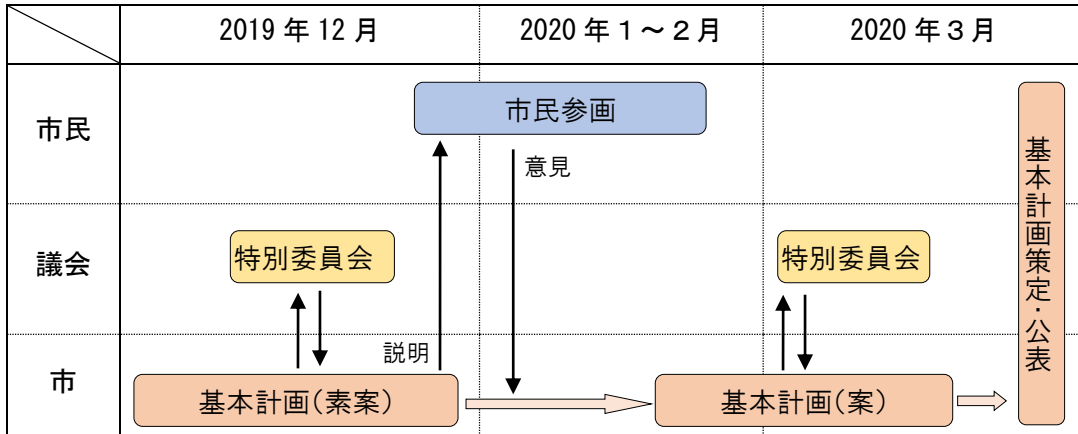 2019 年 12 月
2020 年 1 ～ 2 月
2020 年 3 月
市民
市民参画
意見
議会
特別委員会
特別委員会
市
説明
基本計画(素案)
基本計画(案)
基本計画策定・公表